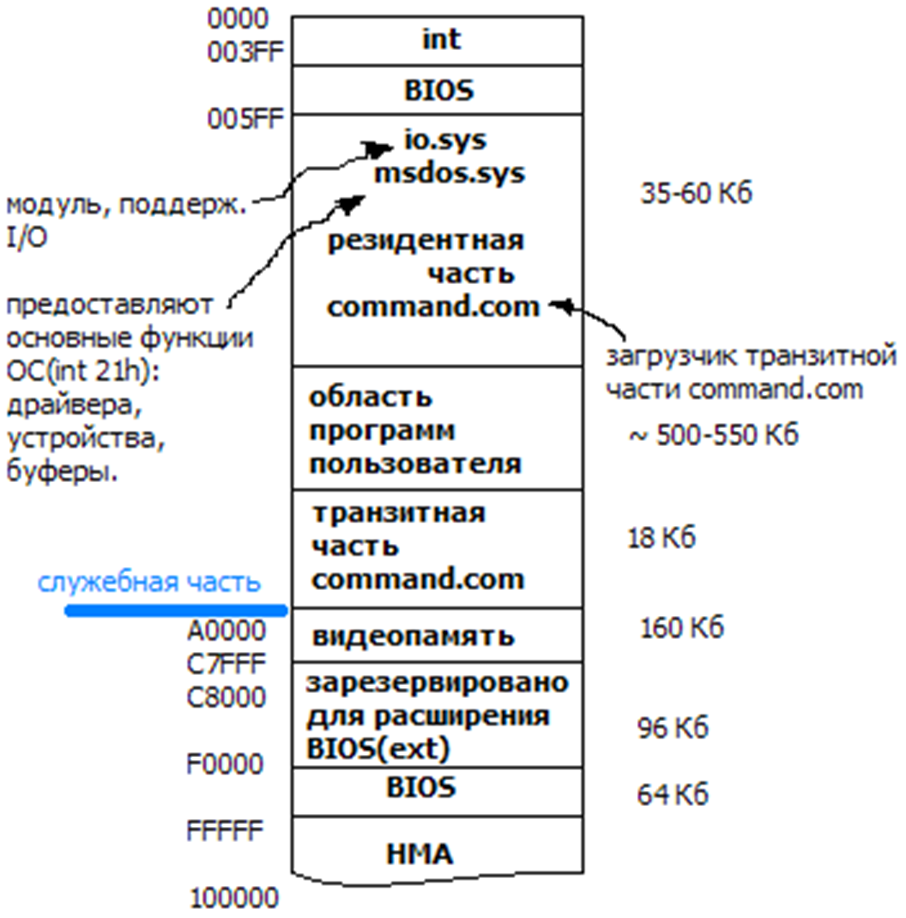 0000
003FF
int
BIOS
005FF
io.sys
msdos.sys
модуль, поддерж.
I/O
35-60 Кб
резидентная
часть
command.com
предоставляют
основные функции
ОС(int 21h):
драйвера,
устройства,
буферы.
загрузчик транзитной
части command.com
область
программ
пользователя
~ 500-550 Кб
транзитная
часть
command.com
18 Кб
служебная часть
A0000
видеопамять
160 Кб
C7FFF
C8000
зарезервировано
для расширения
BIOS(ext)
96 Кб
F0000
BIOS
64 Кб
FFFFF
HMA
100000